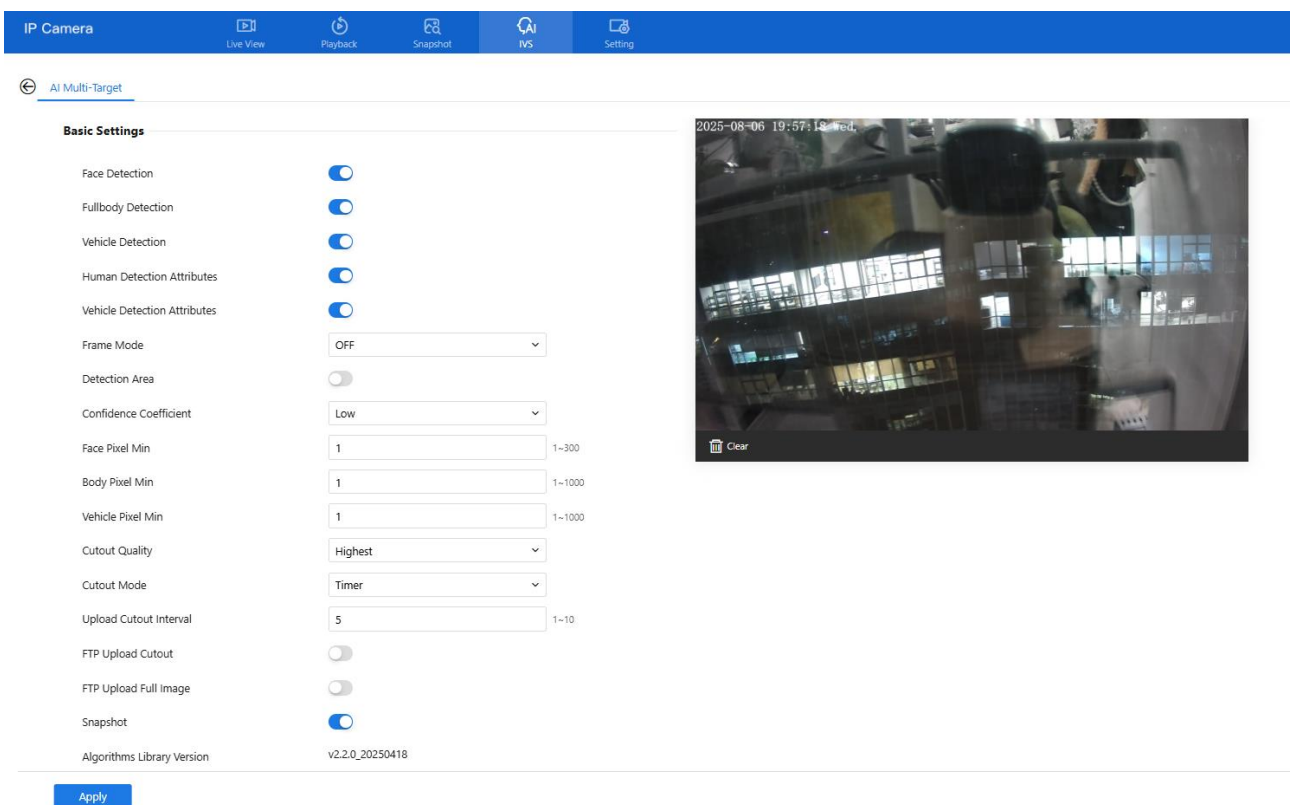 IP Camera
Live View
Playback
Snapshot
AI
IVS
Setting
AI Multi-Target
Basic Settings
Face Detection
Fullbody Detection
Vehicle Detection
Human Detection Attributes
Vehicle Detection Attributes
Frame Mode OFF
Detection Area
Confidence Coefficient Low
Face Pixel Min 1 1~300
Body Pixel Min 1 1~1000
Vehicle Pixel Min 1 1~1000
Cutout Quality Highest
Cutout Mode Timer
Upload Cutout Interval 5 1~10
FTP Upload Cutout
FTP Upload Full Image
Snapshot
Algorithms Library Version v2.2.0_20250418
Apply
2025-08-06 19:57:18 Wed
Clear